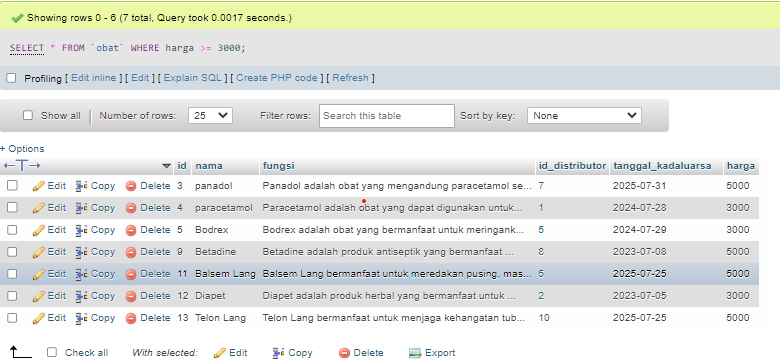 Showing rows 0 - 6 (7 total, Query took 0.0017 seconds.)
SELECT * FROM `obat` WHERE harga >= 3000;
Profiling [ Edit inline ] [ Edit ] [ Explain SQL ] [ Create PHP code ] [ Refresh ]
Show all Number of rows: 25 Filter rows: Search this table Sort by key: None
+ Options
←T→ id nama fungsi id_distributor tanggal_kadaluarsa harga
Edit Copy Delete 3 panadol Panadol adalah obat yang mengandung paracetamol se... 7 2025-07-31 5000
Edit Copy Delete 4 paracetamol Paracetamol adalah obat yang dapat digunakan untuk... 1 2024-07-28 3000
Edit Copy Delete 5 Bodrex Bodrex adalah obat yang bermanfaat untuk meringank... 5 2024-07-29 3000
Edit Copy Delete 9 Betadine Betadine adalah produk antiseptik yang bermanfaat ... 8 2023-07-08 5000
Edit Copy Delete 11 Balsem Lang Balsem Lang bermanfaat untuk meredakan pusing, mas... 5 2025-07-25 5000
Edit Copy Delete 12 Diapet Diapet adalah produk herbal yang bermanfaat untuk ... 2 2023-07-05 3000
Edit Copy Delete 13 Telon Lang Telon Lang bermanfaat untuk menjaga kehangatan tub... 10 2025-07-25 5000
Check all With selected: Edit Copy Delete Export